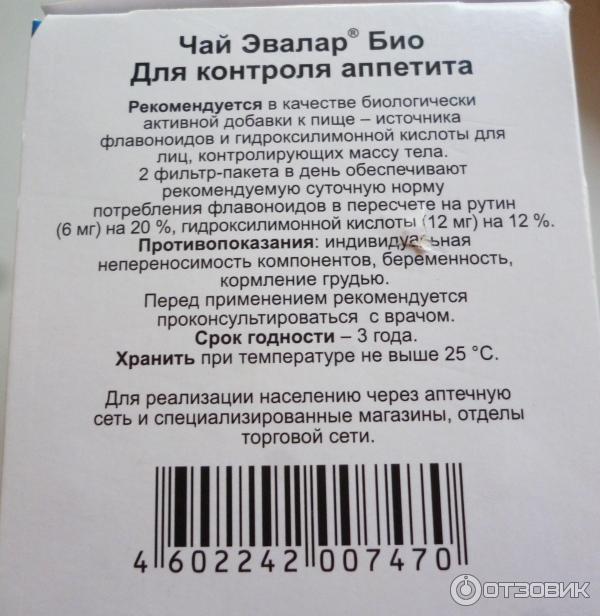 Чай Эвалар® Био
Для контроля аппетита
Рекомендуется в качестве биологически
активной добавки к пище – источника
флавоноидов и гидроксилимонной кислоты для
лиц, контролирующих массу тела.
2 фильтр-пакета в день обеспечивают
рекомендуемую суточную норму
потребления флавоноидов в пересчете на рутин
(6 мг) на 20 %, гидроксилимонной кислоты (12 мг) на 12 %.
Противопоказания: индивидуальная
непереносимость компонентов, беременность,
кормление грудью.
Перед применением рекомендуется
проконсультироваться с врачом.
Срок годности – 3 года.
Хранить при температуре не выше 25 °С.
Для реализации населению через аптечную
сеть и специализированные магазины, отделы
торговой сети.
4 602242 007470
ОТЗОВИК